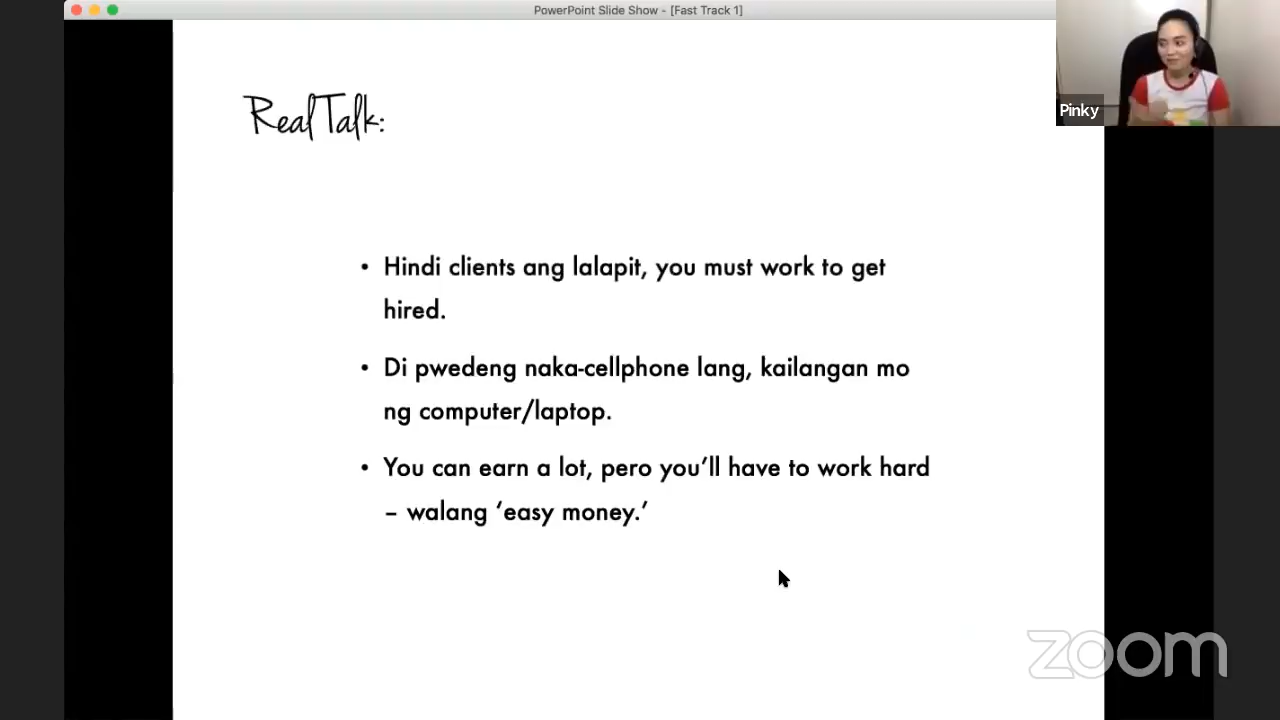 PowerPoint Slide Show - [Fast Track 1]
Pinky
Real Talk:
• Hindi clients ang lalapit, you must work to get
hired.
• Di pwedeng naka-cellphone lang, kailangan mo
ng computer/laptop.
• You can earn a lot, pero you’ll have to work hard
– walang ‘easy money.’
zoom